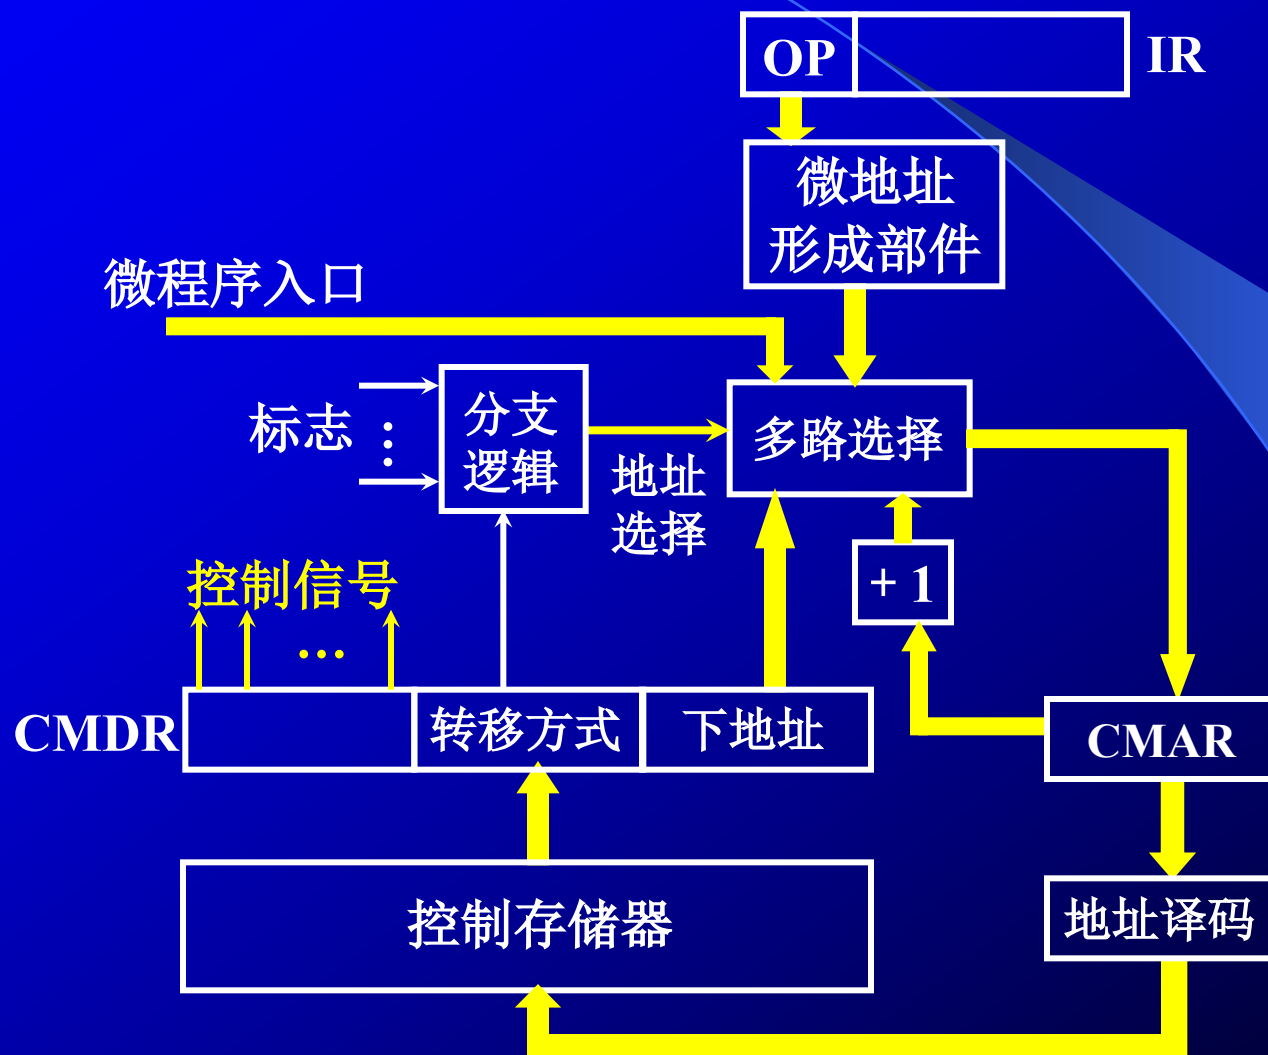 OP
IR
微地址
形成部件
微程序入口
标志
⋮
分支
逻辑
地址
选择
多路选择
+ 1
控制信号
…
CMDR
转移方式
下地址
CMAR
控制存储器
地址译码